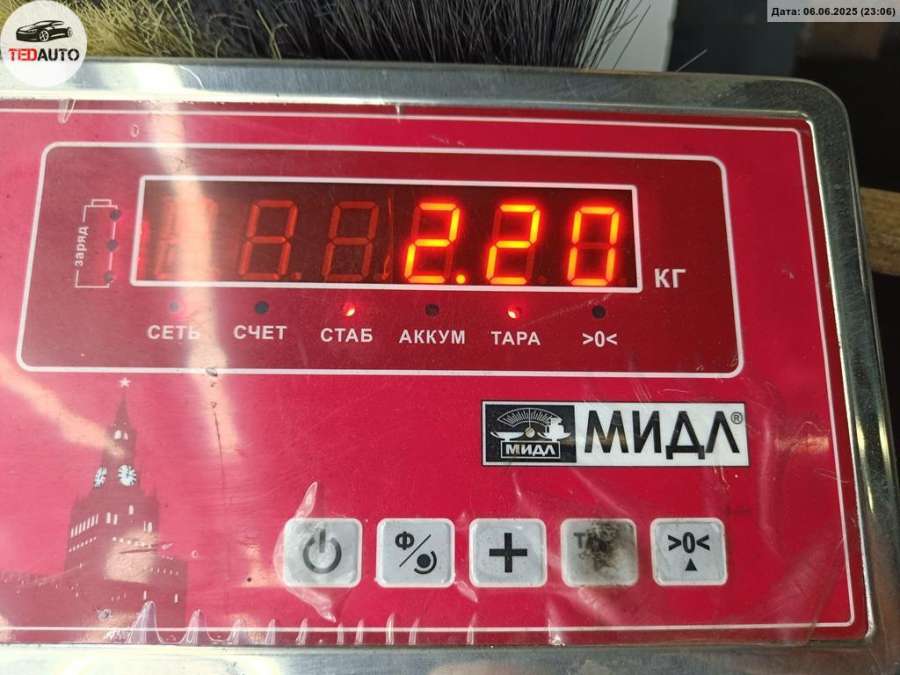 TEDAUTO
Дата: 06.06.2025 (23:06)
заряд
2.20
КГ
СЕТЬ СЧЕТ СТАБ АККУМ ТАРА >0<
МИДЛ МИДЛ®
Ф
+
>0<